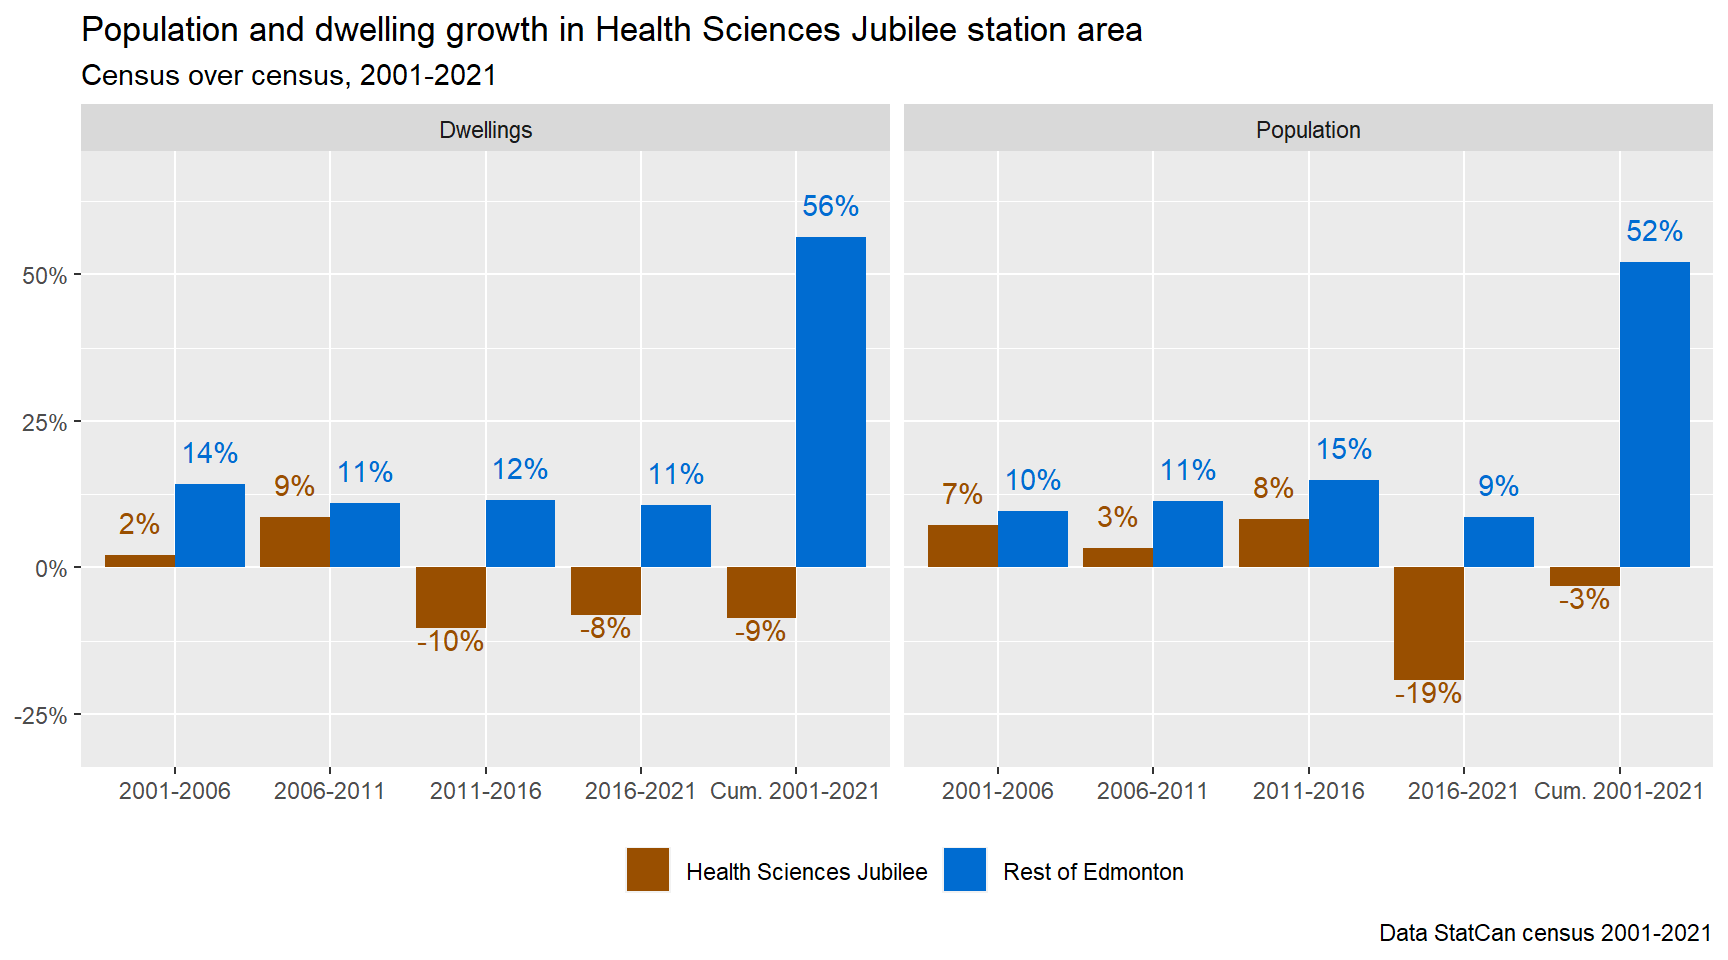 Population and dwelling growth in Health Sciences Jubilee station area
Census over census, 2001-2021
Dwellings
Population
50%
25%
0%
-25%
2%
14%
9%
11%
-10%
12%
-8%
11%
-9%
56%
7%
10%
3%
11%
8%
15%
-19%
9%
-3%
52%
2001-2006 2006-2011 2011-2016 2016-2021 Cum. 2001-2021
2001-2006 2006-2011 2011-2016 2016-2021 Cum. 2001-2021
Health Sciences Jubilee
Rest of Edmonton
Data StatCan census 2001-2021